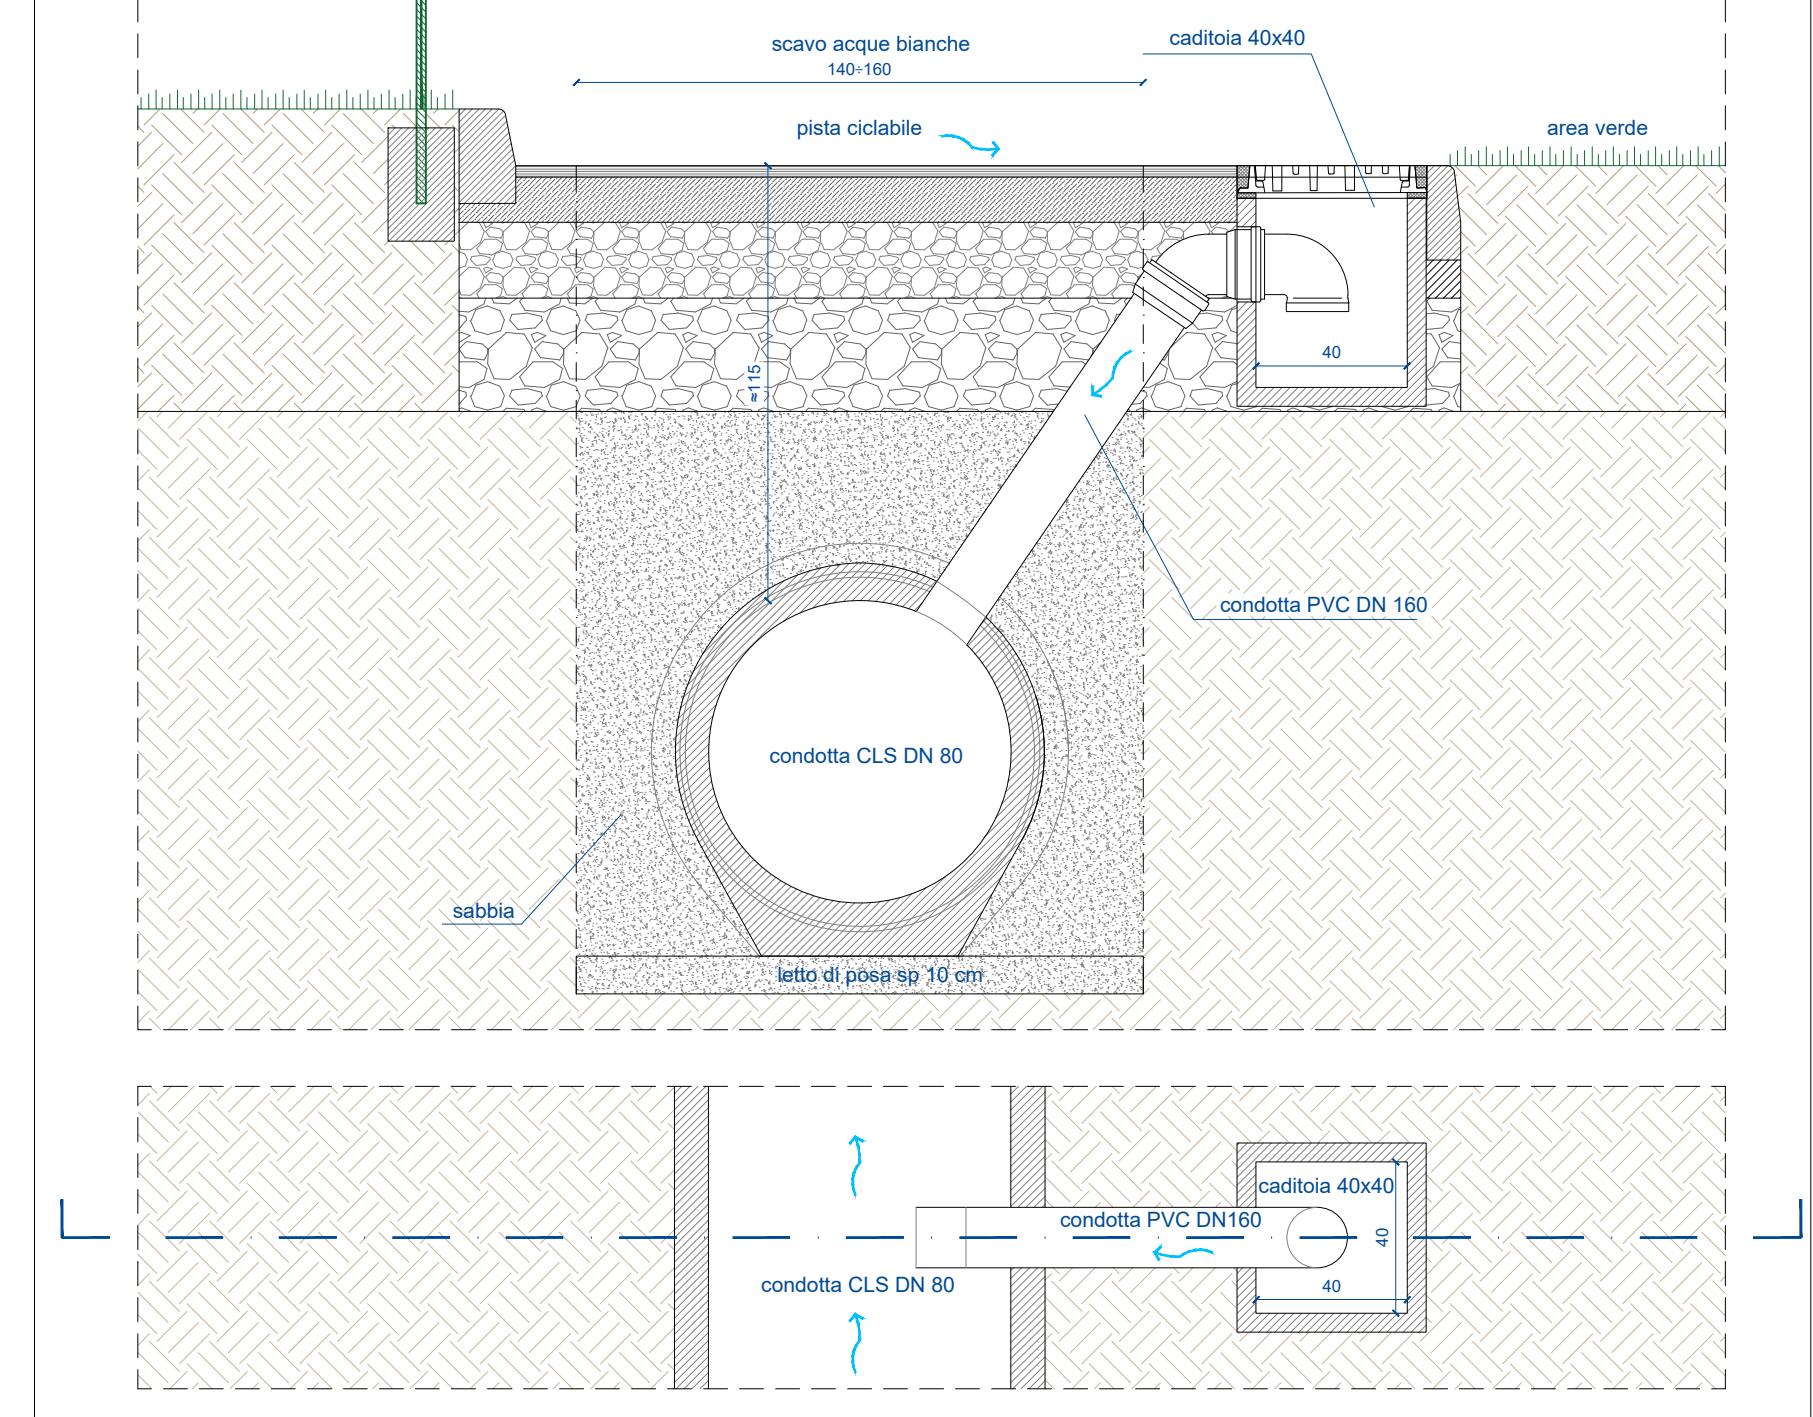 scavo acque bianche
140÷160
caditoia 40x40
pista ciclabile
area verde
≈115
40
condotta PVC DN 160
condotta CLS DN 80
sabbia
letto di posa sp 10 cm
caditoia 40x40
condotta PVC DN160
40
condotta CLS DN 80
40